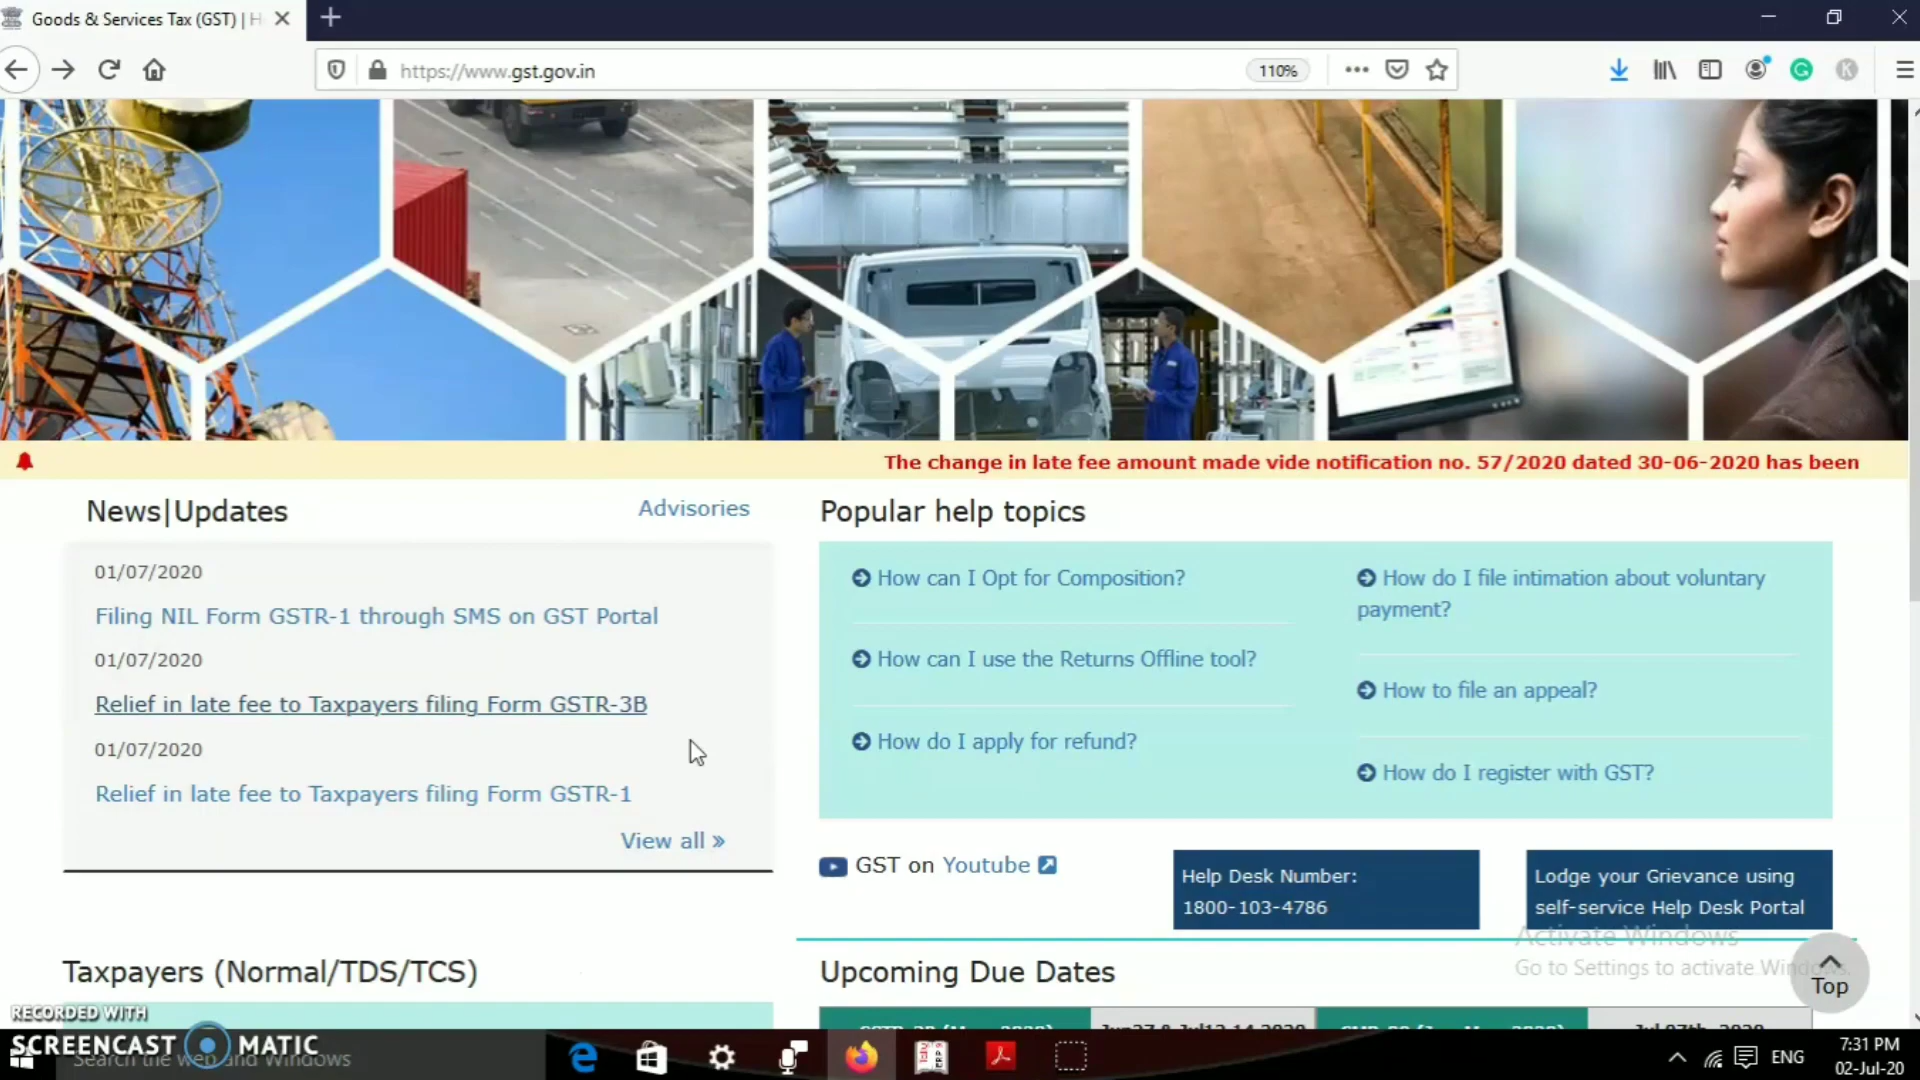 Goods & Services Tax (GST) | H
https://www.gst.gov.in
110%
The change in late fee amount made vide notification no. 57/2020 dated 30-06-2020 has been
News|Updates
Advisories
01/07/2020
Filing NIL Form GSTR-1 through SMS on GST Portal
01/07/2020
Relief in late fee to Taxpayers filing Form GSTR-3B
01/07/2020
Relief in late fee to Taxpayers filing Form GSTR-1
View all »
Popular help topics
How can I Opt for Composition?
How can I use the Returns Offline tool?
How do I apply for refund?
How do I file intimation about voluntary
payment?
How to file an appeal?
How do I register with GST?
GST on Youtube
Help Desk Number:
1800-103-4786
Lodge your Grievance using
self-service Help Desk Portal
Activate Windows
Go to Settings to activate Windows.
Top
Taxpayers (Normal/TDS/TCS)
Upcoming Due Dates
RECORDED WITH
SCREENCAST MATIC
Search the web and Windows
ENG
7:31 PM
02-Jul-20